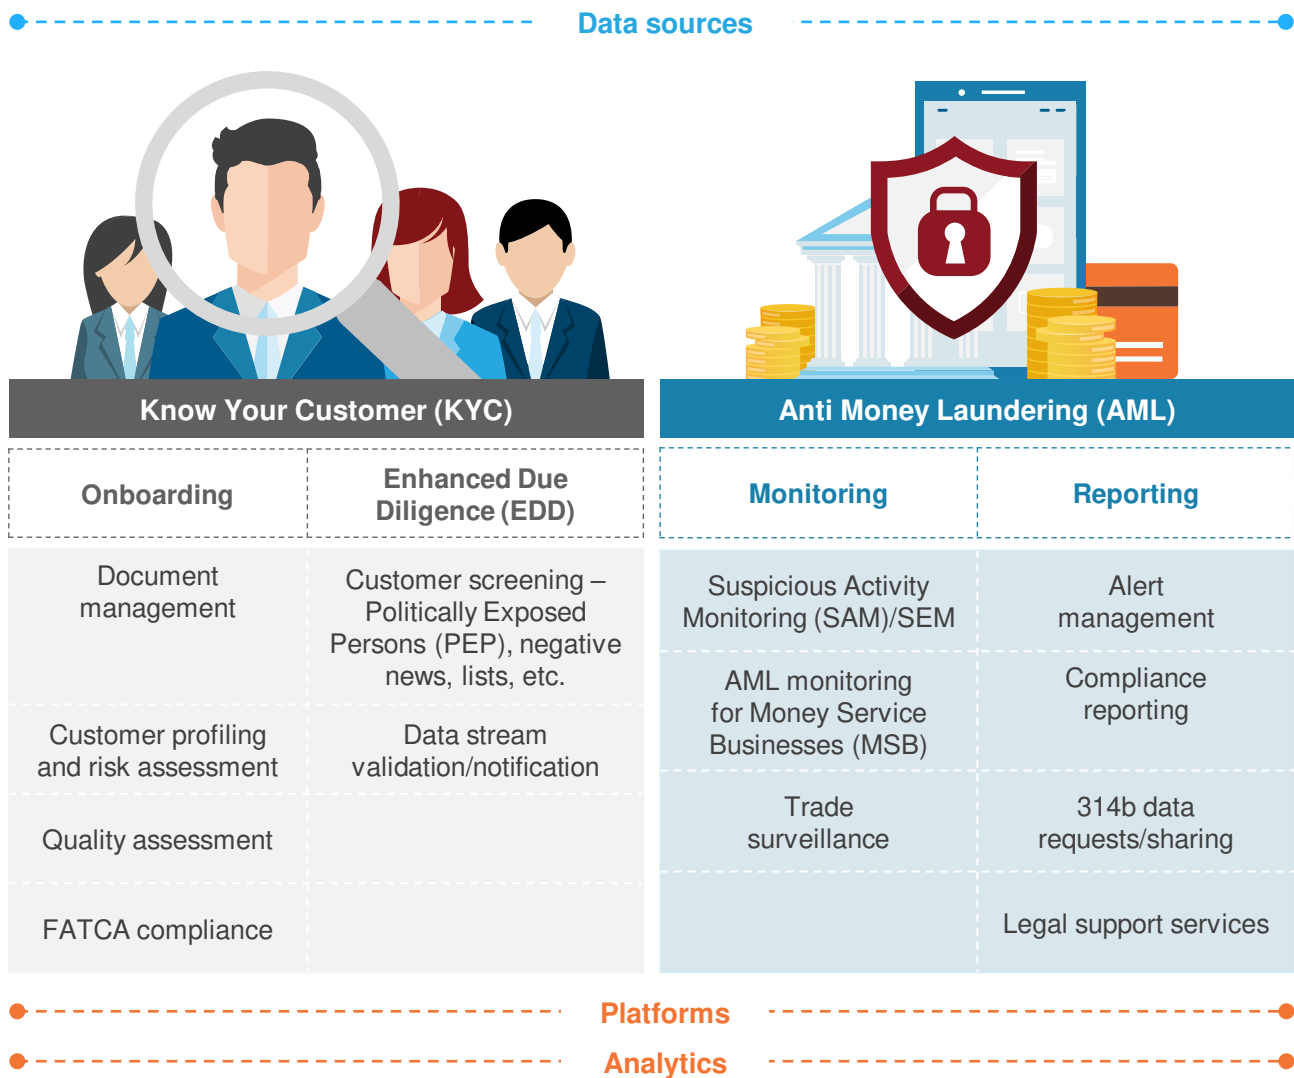 Data sources
Know Your Customer (KYC)
Anti Money Laundering (AML)
Onboarding
Enhanced Due
Diligence (EDD)
Monitoring
Reporting
Document
management
Customer screening –
Politically Exposed
Persons (PEP), negative
news, lists, etc.
Suspicious Activity
Monitoring (SAM)/SEM
Alert
management
Customer profiling
and risk assessment
Data stream
validation/notification
AML monitoring
for Money Service
Businesses (MSB)
Compliance
reporting
Quality assessment
Trade
surveillance
314b data
requests/sharing
FATCA compliance
Legal support services
Platforms
Analytics